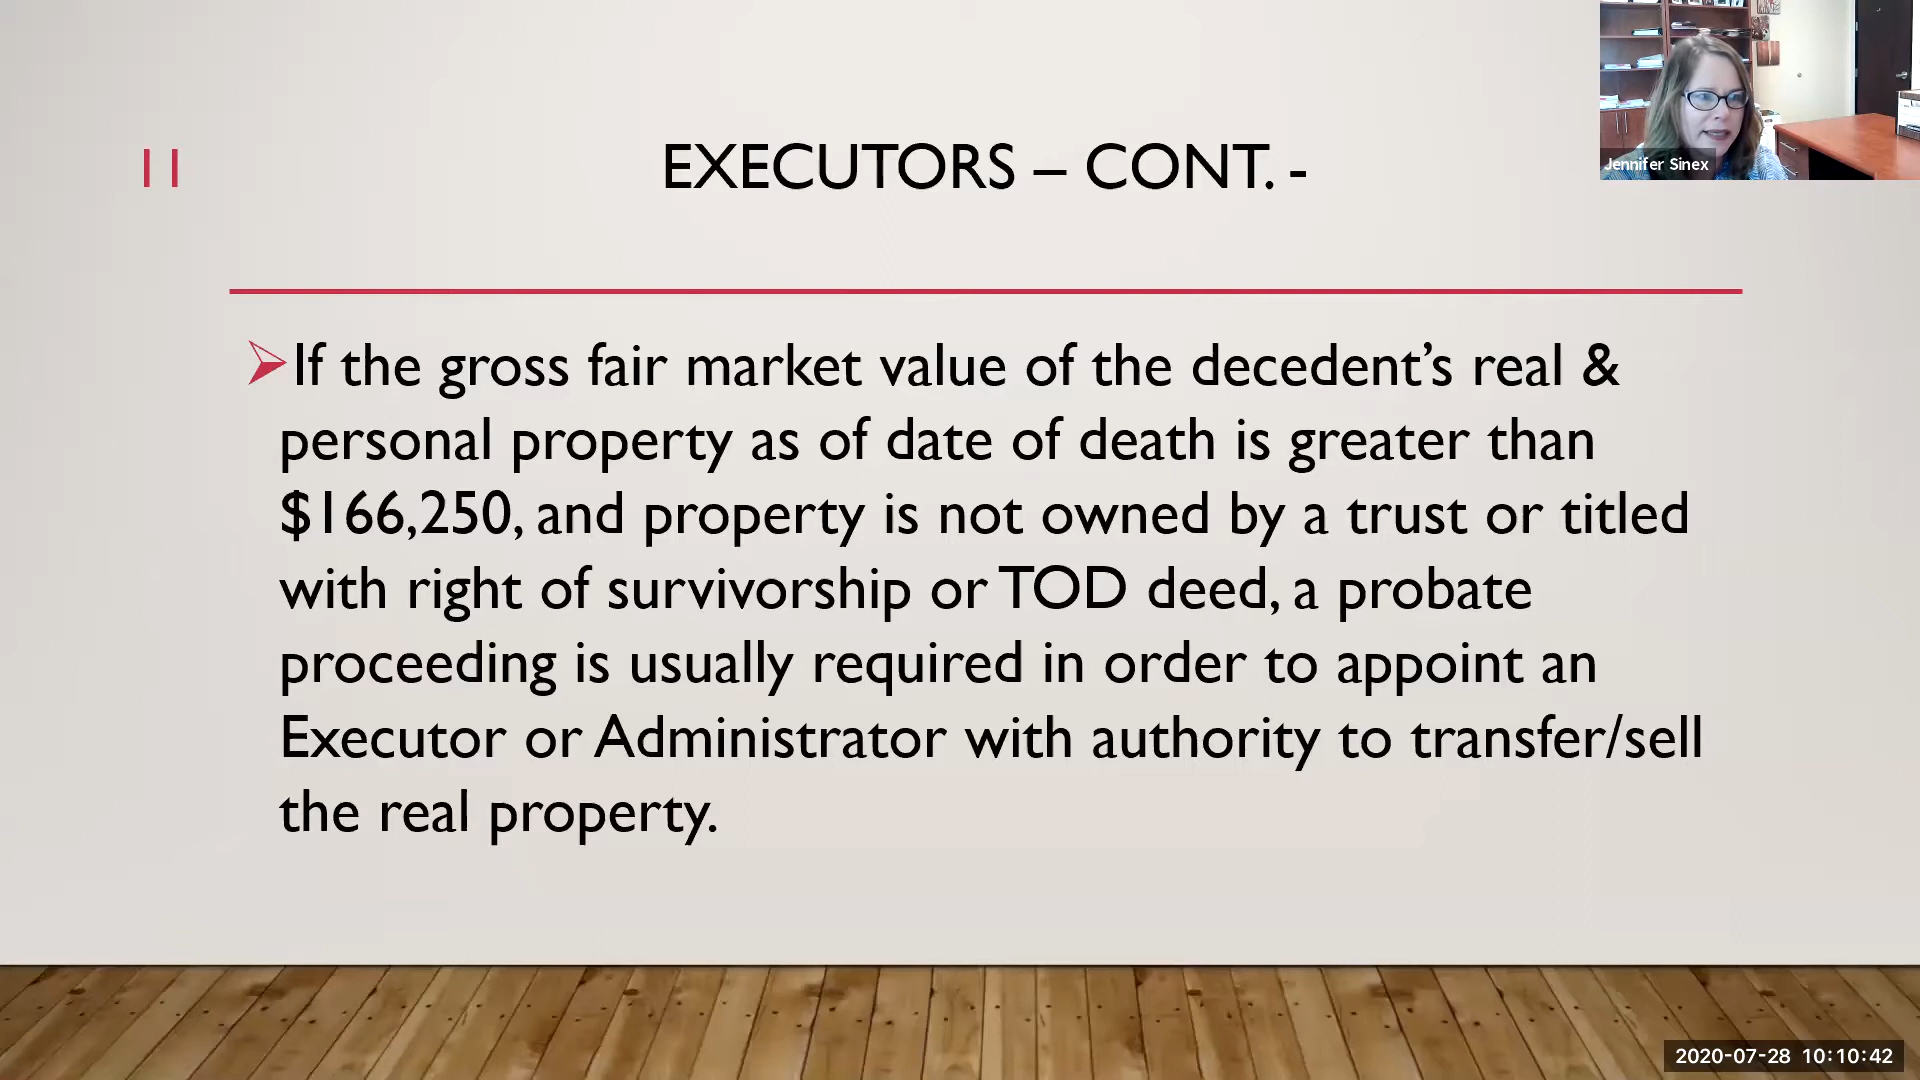 11
EXECUTORS – CONT. -
Jennifer Sinex
If the gross fair market value of the decedent’s real &
personal property as of date of death is greater than
$166,250, and property is not owned by a trust or titled
with right of survivorship or TOD deed, a probate
proceeding is usually required in order to appoint an
Executor or Administrator with authority to transfer/sell
the real property.
2020-07-28 10:10:42